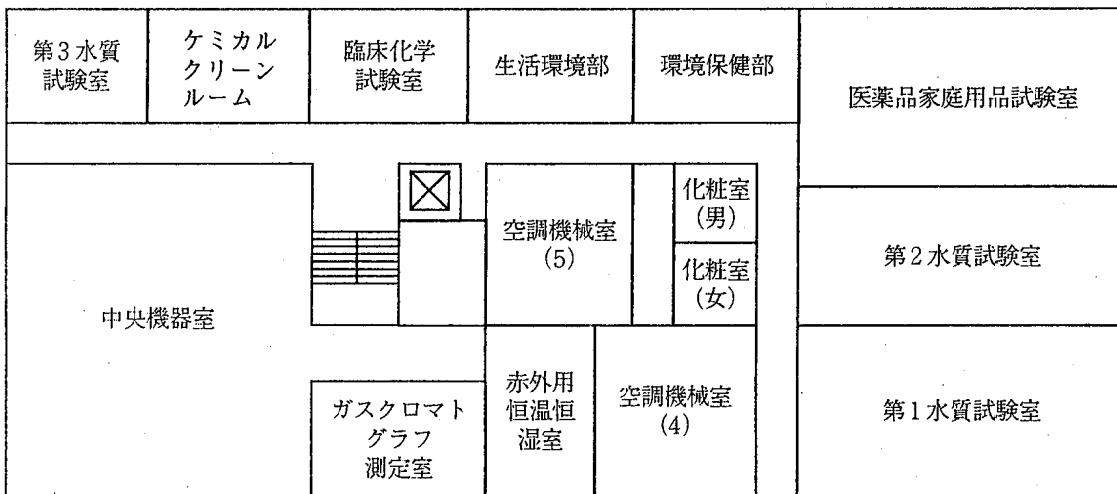 第3水質
試験室
ケミカル
クリーン
ルーム
臨床化学
試験室
生活環境部
環境保健部
医薬品家庭用品試験室
化粧室
(男)
空調機械室
(5)
第2水質試験室
化粧室
(女)
中央機器室
赤外用
恒温恒
湿室
空調機械室
(4)
ガスクロマト
グラフ
測定室
第1水質試験室